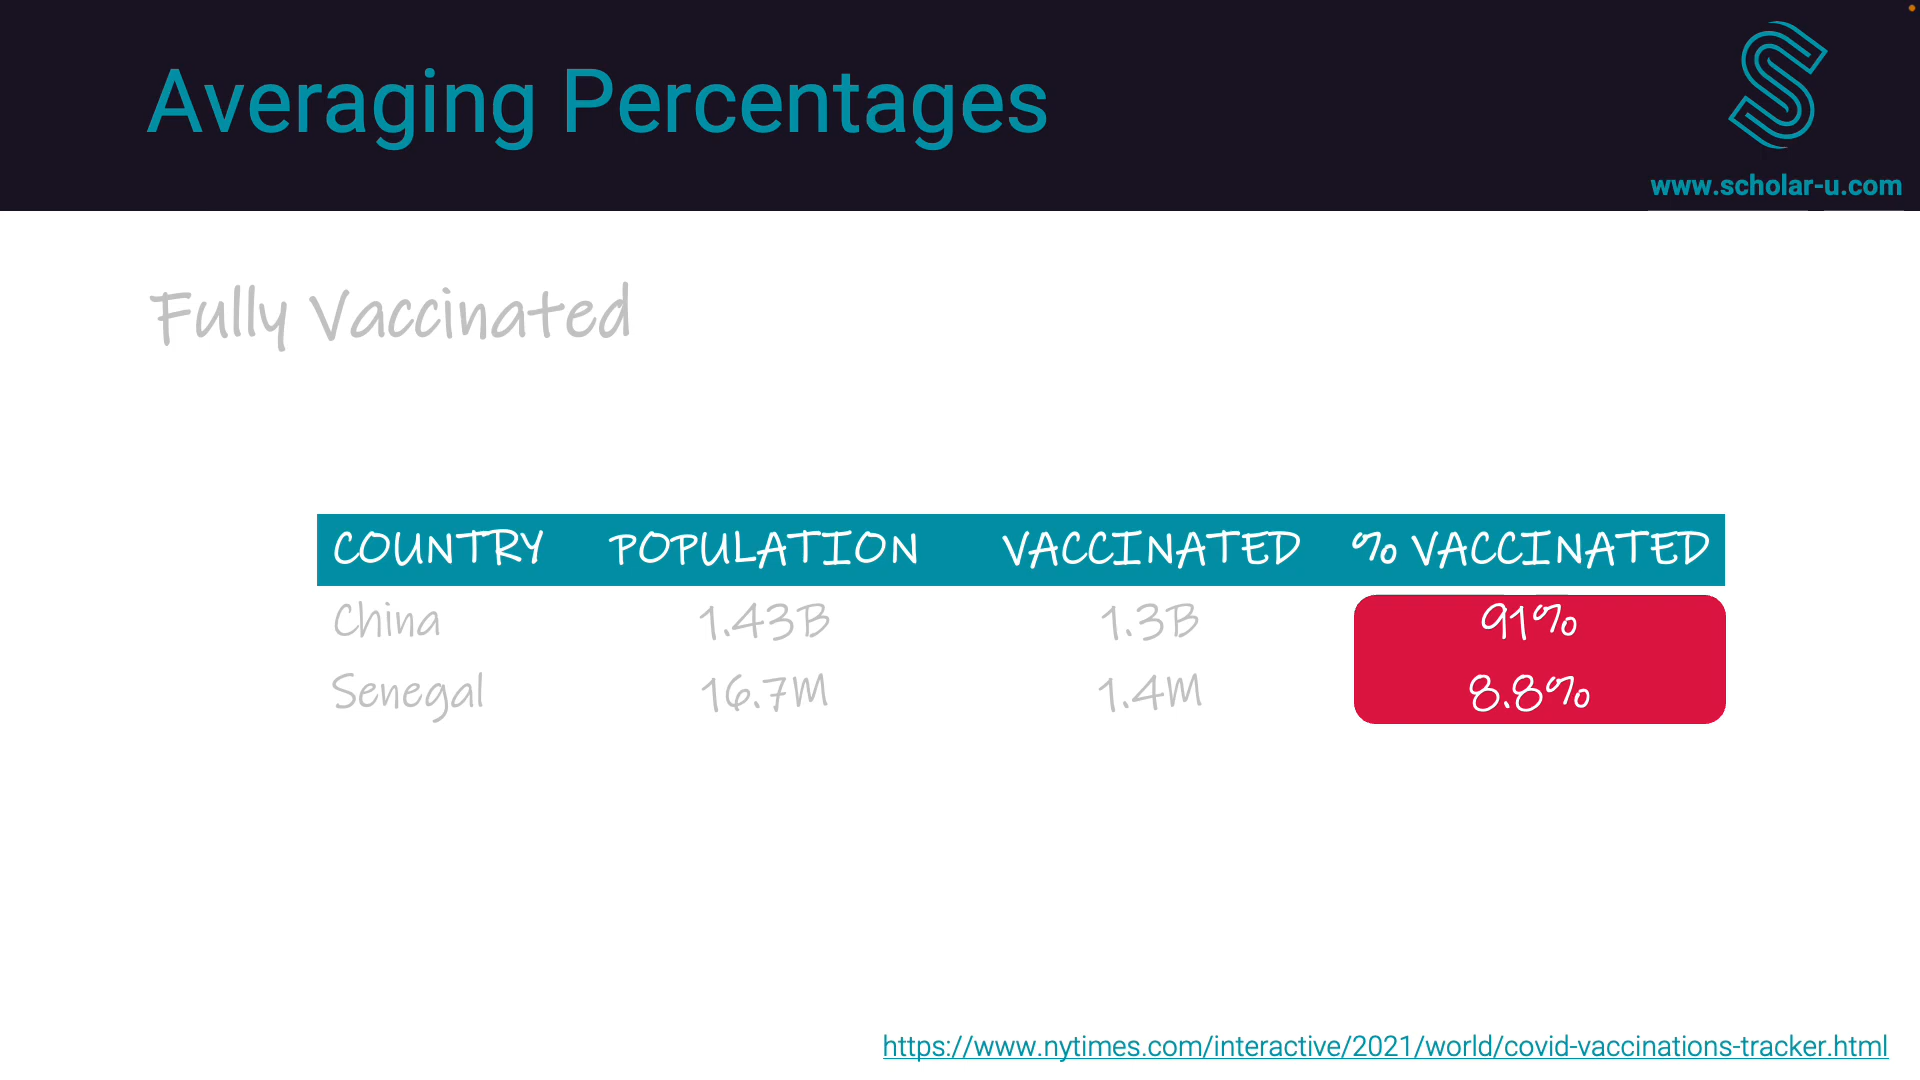 Averaging Percentages
www.scholar-u.com
Fully Vaccinated
COUNTRY POPULATION VACCINATED % VACCINATED
China 1.43B 1.3B 91%
Senegal 16.7M 1.4M 8.8%
https://www.nytimes.com/interactive/2021/world/covid-vaccinations-tracker.html